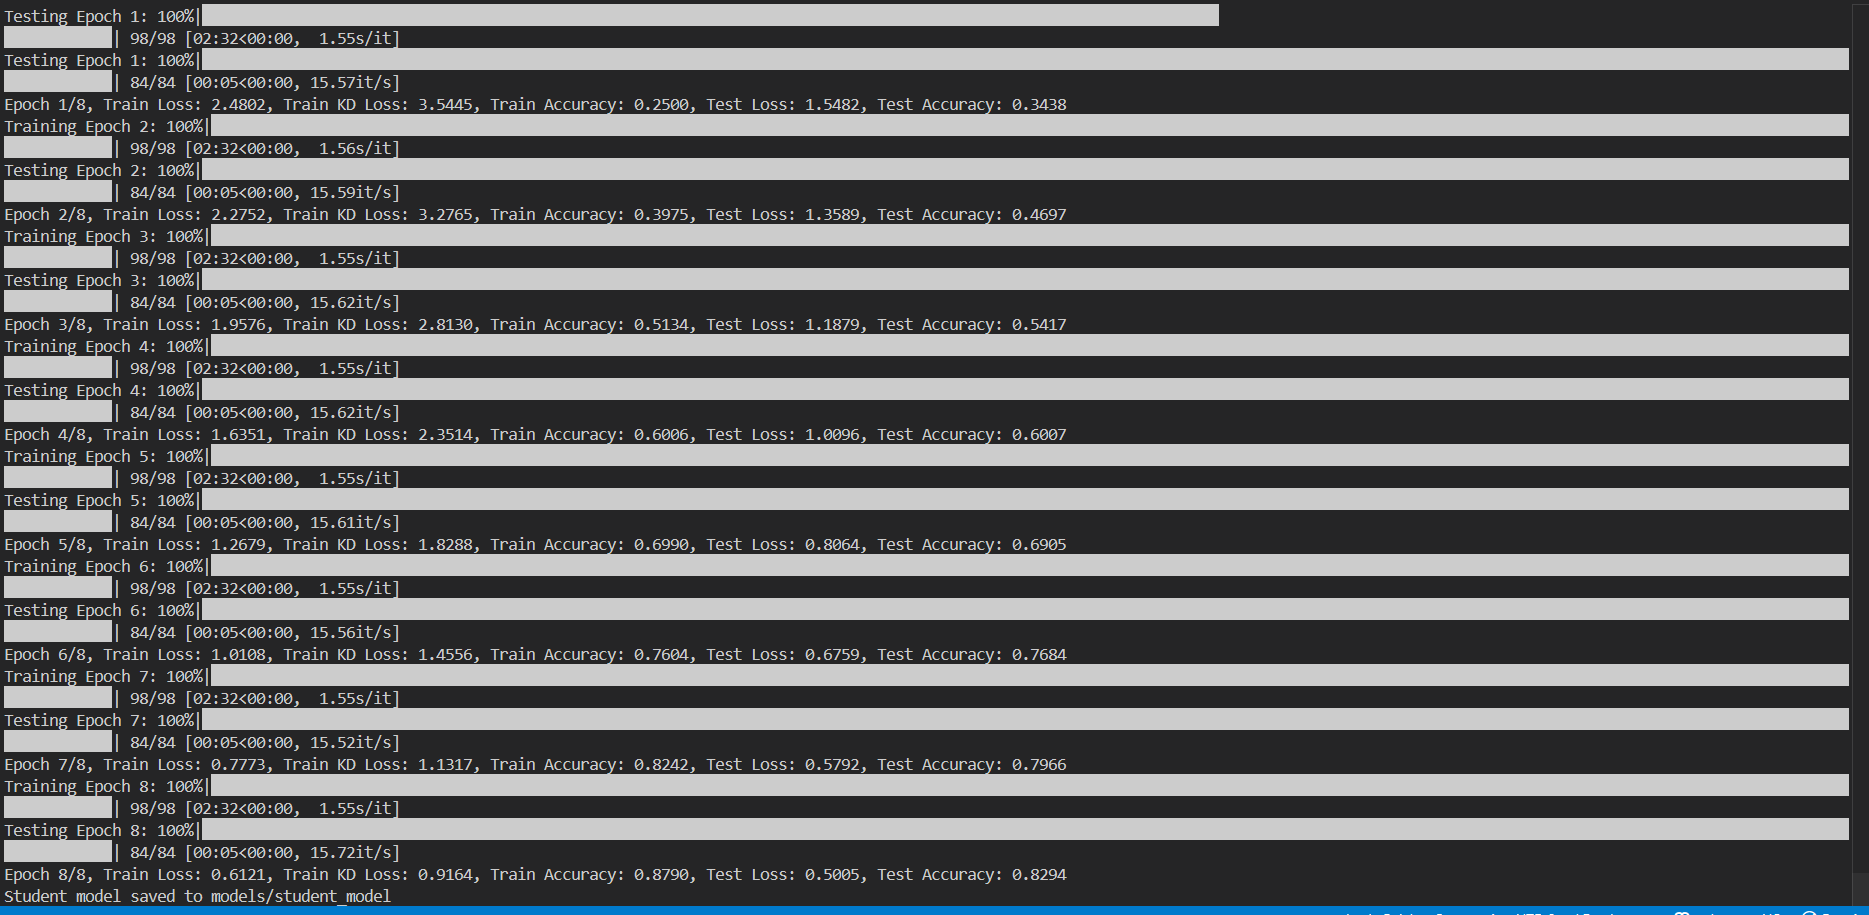 Testing Epoch 1: 100%|
| 98/98 [02:32<00:00,  1.55s/it]
Testing Epoch 1: 100%|
| 84/84 [00:05<00:00, 15.57it/s]
Epoch 1/8, Train Loss: 2.4802, Train KD Loss: 3.5445, Train Accuracy: 0.2500, Test Loss: 1.5482, Test Accuracy: 0.3438
Training Epoch 2: 100%|
| 98/98 [02:32<00:00,  1.56s/it]
Testing Epoch 2: 100%|
| 84/84 [00:05<00:00, 15.59it/s]
Epoch 2/8, Train Loss: 2.2752, Train KD Loss: 3.2765, Train Accuracy: 0.3975, Test Loss: 1.3589, Test Accuracy: 0.4697
Training Epoch 3: 100%|
| 98/98 [02:32<00:00,  1.55s/it]
Testing Epoch 3: 100%|
| 84/84 [00:05<00:00, 15.62it/s]
Epoch 3/8, Train Loss: 1.9576, Train KD Loss: 2.8130, Train Accuracy: 0.5134, Test Loss: 1.1879, Test Accuracy: 0.5417
Training Epoch 4: 100%|
| 98/98 [02:32<00:00,  1.55s/it]
Testing Epoch 4: 100%|
| 84/84 [00:05<00:00, 15.62it/s]
Epoch 4/8, Train Loss: 1.6351, Train KD Loss: 2.3514, Train Accuracy: 0.6006, Test Loss: 1.0096, Test Accuracy: 0.6007
Training Epoch 5: 100%|
| 98/98 [02:32<00:00,  1.55s/it]
Testing Epoch 5: 100%|
| 84/84 [00:05<00:00, 15.61it/s]
Epoch 5/8, Train Loss: 1.2679, Train KD Loss: 1.8288, Train Accuracy: 0.6990, Test Loss: 0.8064, Test Accuracy: 0.6905
Training Epoch 6: 100%|
| 98/98 [02:32<00:00,  1.55s/it]
Testing Epoch 6: 100%|
| 84/84 [00:05<00:00, 15.56it/s]
Epoch 6/8, Train Loss: 1.0108, Train KD Loss: 1.4556, Train Accuracy: 0.7604, Test Loss: 0.6759, Test Accuracy: 0.7684
Training Epoch 7: 100%|
| 98/98 [02:32<00:00,  1.55s/it]
Testing Epoch 7: 100%|
| 84/84 [00:05<00:00, 15.52it/s]
Epoch 7/8, Train Loss: 0.7773, Train KD Loss: 1.1317, Train Accuracy: 0.8242, Test Loss: 0.5792, Test Accuracy: 0.7966
Training Epoch 8: 100%|
| 98/98 [02:32<00:00,  1.55s/it]
Testing Epoch 8: 100%|
| 84/84 [00:05<00:00, 15.72it/s]
Epoch 8/8, Train Loss: 0.6121, Train KD Loss: 0.9164, Train Accuracy: 0.8790, Test Loss: 0.5005, Test Accuracy: 0.8294
Student model saved to models/student_model